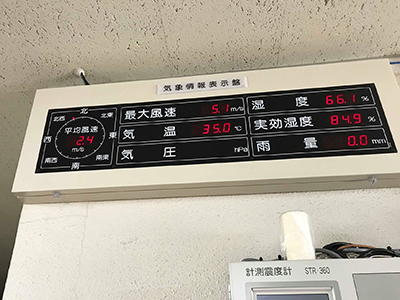 気象情報表示盤
北
北西 北東
西 平均風速 東
2.4
m/s
南西 南東
南
最大風速 5.1 m/s
気温 35.0 ℃
気圧 hPa
湿度 66.1 %
実効湿度 84.9 %
雨量 0.0 mm
計測震度計 STR-360